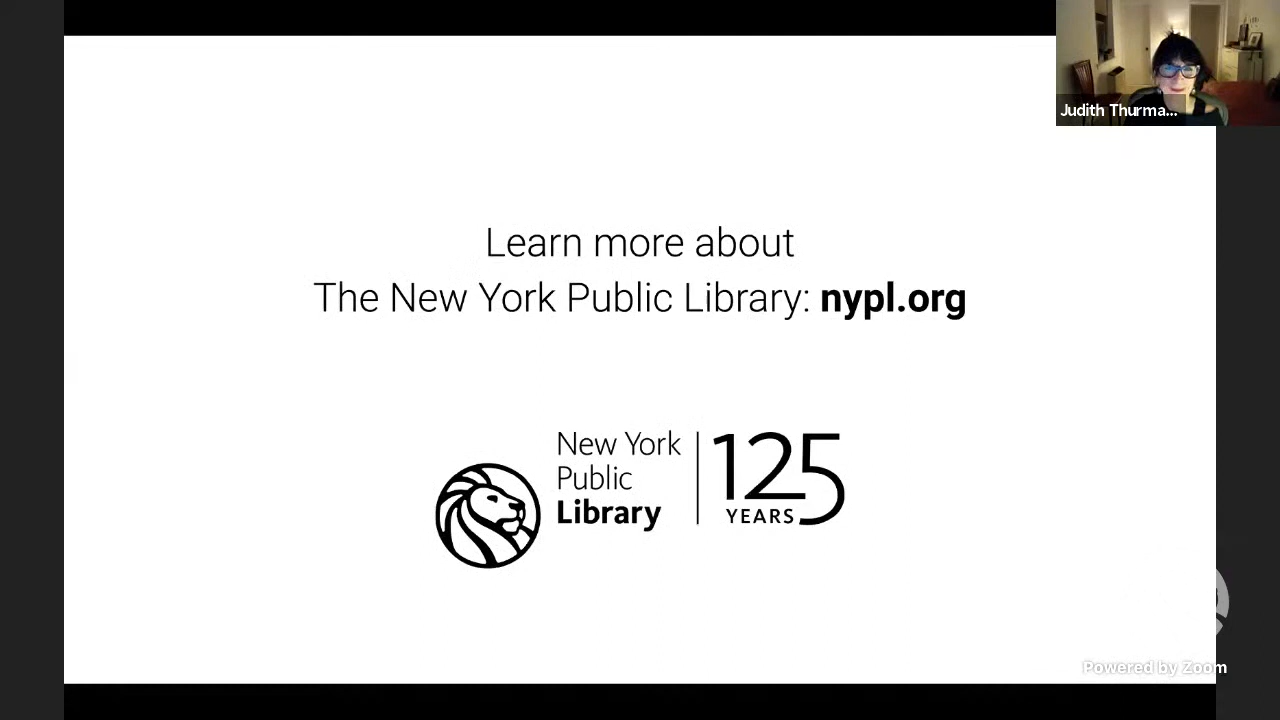 Judith Thurma...
Learn more about
The New York Public Library: nypl.org
New York
Public
Library
125
YEARS
Powered by Zoom